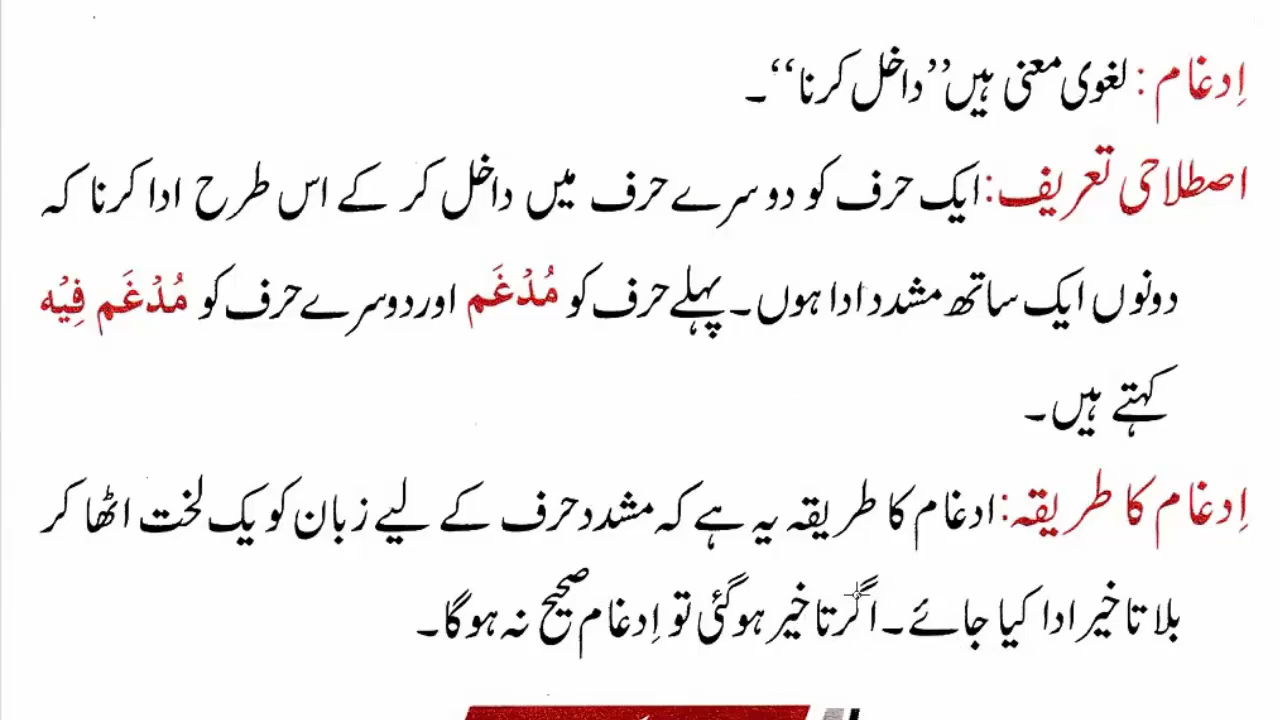 اِدغام : لغوی معنی ہیں’’داخل کرنا‘‘۔
اصطلاحی تعریف:ایک حرف کو دوسرے حرف میں داخل کر کے اس طرح ادا کرنا کہ
دونوں ایک ساتھ مشدد ادا ہوں۔پہلے حرف کو مُدْغَم اور دوسرے حرف کو مُدْغَم فِیْہ
کہتے ہیں۔
اِدغام کا طریقہ:ادغام کا طریقہ یہ ہے کہ مشدد حرف کے لیے زبان کو یک لخت اٹھا کر
بلا تاخیر ادا کیا جائے۔اگر تاخیر ہوگئی تو اِدغام صحیح نہ ہوگا۔